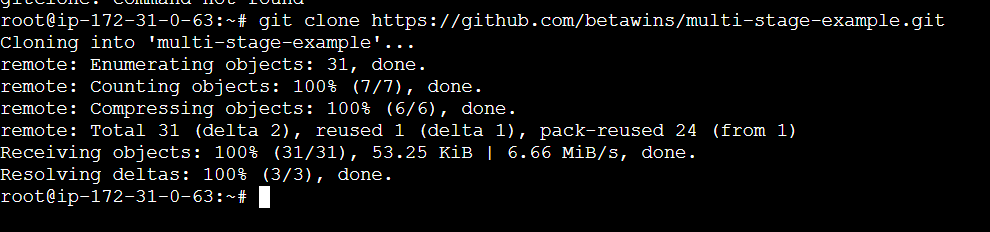 gitclone: command not found
root@ip-172-31-0-63:~# git clone https://github.com/betawins/multi-stage-example.git
Cloning into 'multi-stage-example'...
remote: Enumerating objects: 31, done.
remote: Counting objects: 100% (7/7), done.
remote: Compressing objects: 100% (6/6), done.
remote: Total 31 (delta 2), reused 1 (delta 1), pack-reused 24 (from 1)
Receiving objects: 100% (31/31), 53.25 KiB | 6.66 MiB/s, done.
Resolving deltas: 100% (3/3), done.
root@ip-172-31-0-63:~#